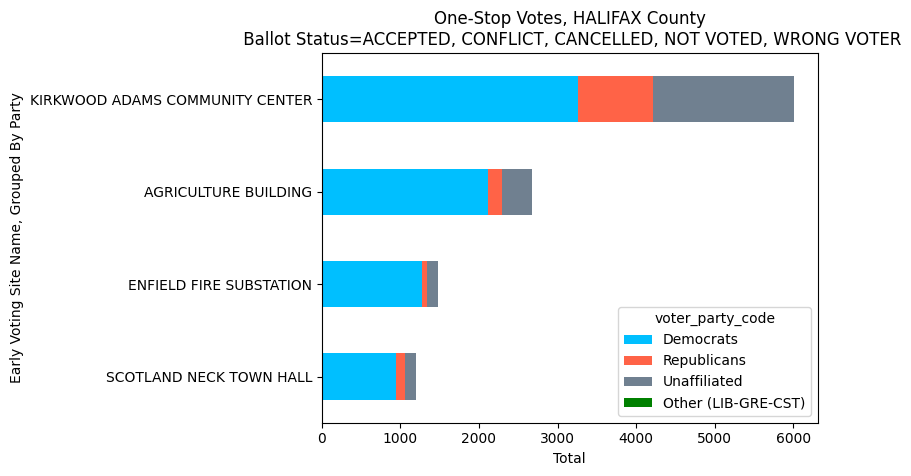 One-Stop Votes, HALIFAX County
Ballot Status=ACCEPTED, CONFLICT, CANCELLED, NOT VOTED, WRONG VOTER
Early Voting Site Name, Grouped By Party
KIRKWOOD ADAMS COMMUNITY CENTER
AGRICULTURE BUILDING
ENFIELD FIRE SUBSTATION
SCOTLAND NECK TOWN HALL
voter_party_code
Democrats
Republicans
Unaffiliated
Other (LIB-GRE-CST)
0 1000 2000 3000 4000 5000 6000
Total